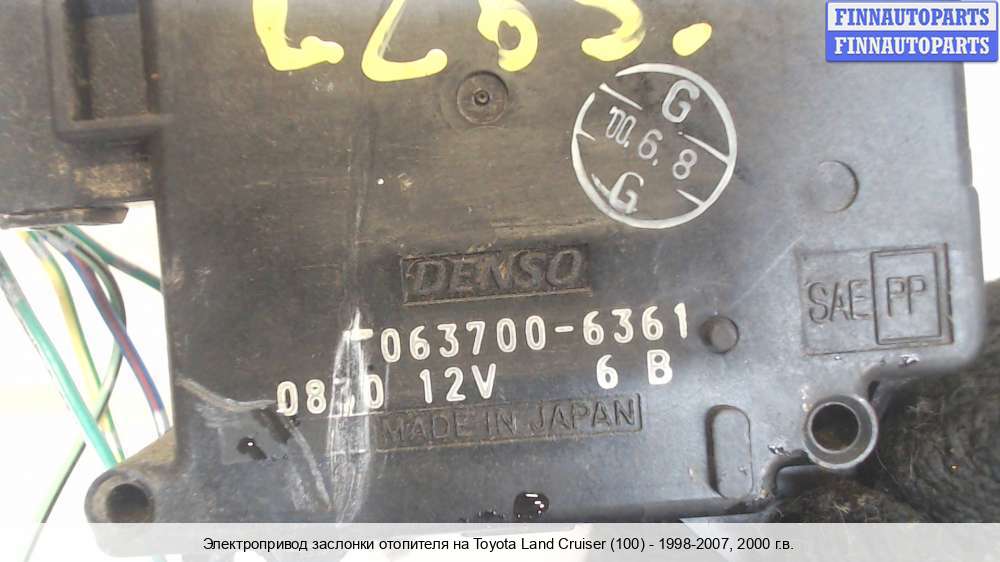 FINNAUTOPARTS
FINNAUTOPARTS
G
'00.6.8
G
DENSO
SAE PP
063700-6361
12V 6 B
MADE IN JAPAN
Электропривод заслонки отопителя на Toyota Land Cruiser (100) - 1998-2007, 2000 г.в.